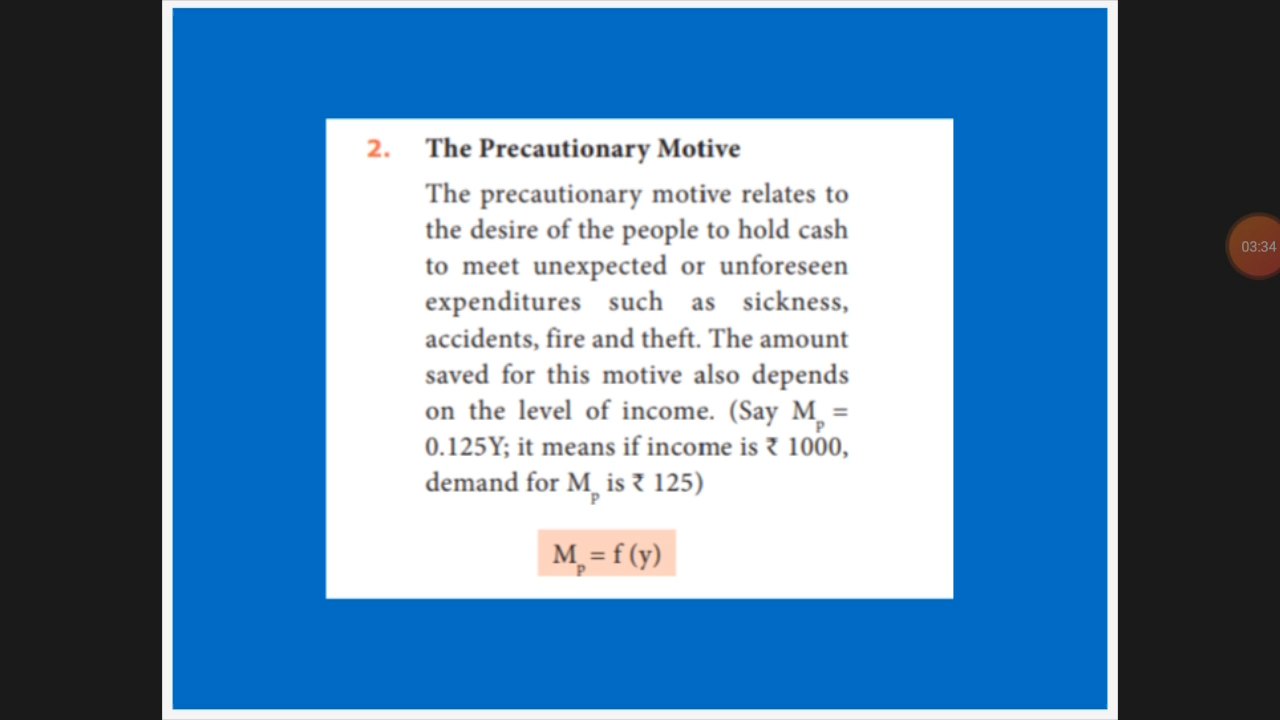 2. The Precautionary Motive
The precautionary motive relates to
the desire of the people to hold cash
to meet unexpected or unforeseen
expenditures such as sickness,
accidents, fire and theft. The amount
saved for this motive also depends
on the level of income. (Say Mp =
0.125Y; it means if income is ₹ 1000,
demand for Mp is ₹ 125)
Mp = f (y)
03:34